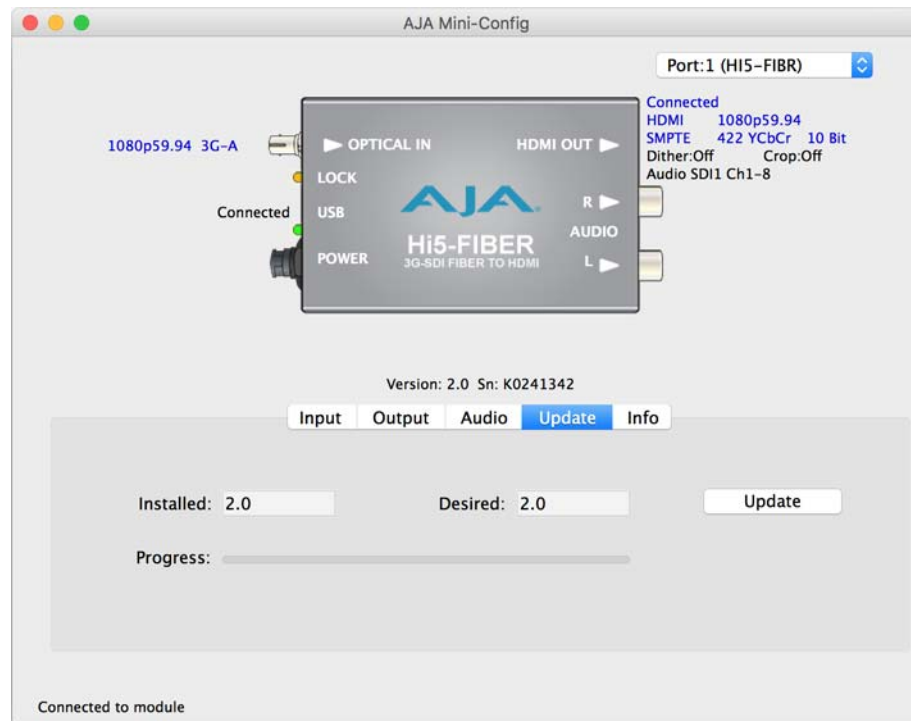 AJA Mini-Config
Port:1 (HI5-FIBR)
Connected
HDMI 1080p59.94
SMPTE 422 YCbCr 10 Bit
Dither:Off Crop:Off
Audio SDI1 Ch1-8
1080p59.94 3G-A
OPTICAL IN
HDMI OUT
LOCK
Connected
USB
AJA
R
AUDIO
L
POWER
Hi5-FIBER
3G-SDI FIBER TO HDMI
Version: 2.0 Sn: K0241342
Input Output Audio Update Info
Installed: 2.0 Desired: 2.0 Update
Progress:
Connected to module